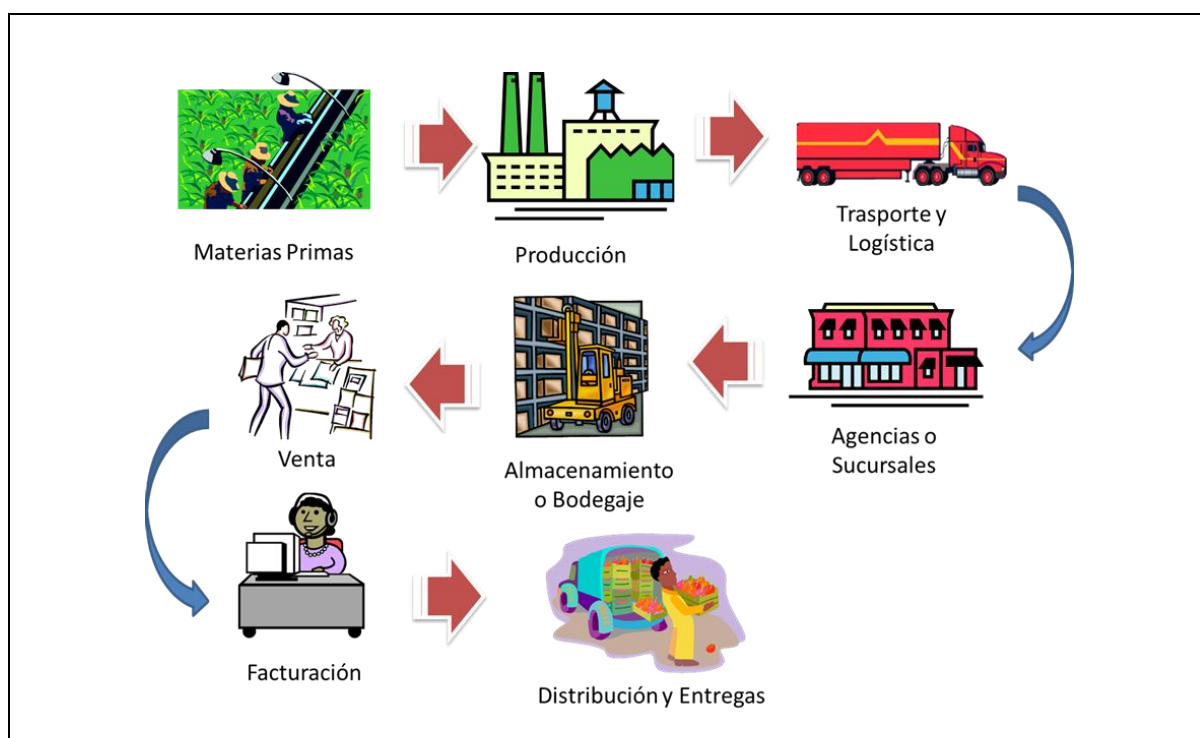 Materias Primas
Producción
Trasporte y
Logística
Agencias o
Sucursales
Almacenamiento
o Bodegaje
Venta
Facturación
Distribución y Entregas